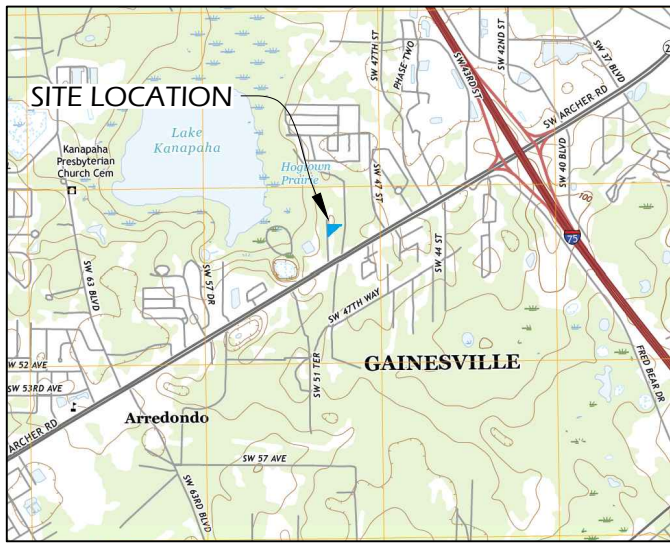 SITE LOCATION
Lake
Kanapaha
Hogtown
Prairie
Kanapaha
Presbyterian
Church Cem
SW 47TH ST
PHASE TWO
SW 43RD ST
SW 42ND ST
SW 37 BLVD
SW ARCHER RD
SW 40 BLVD
100
75
SW 47 ST
SW 44 ST
SW 63 BLVD
SW 57 DR
SW 47TH WAY
SW 51 TER
GAINESVILLE
FRED BEAR DR
W 52 AVE
SW 53RD AVE
ARCHER RD
Arredondo
SW 57 AVE
SW 63RD BLVD